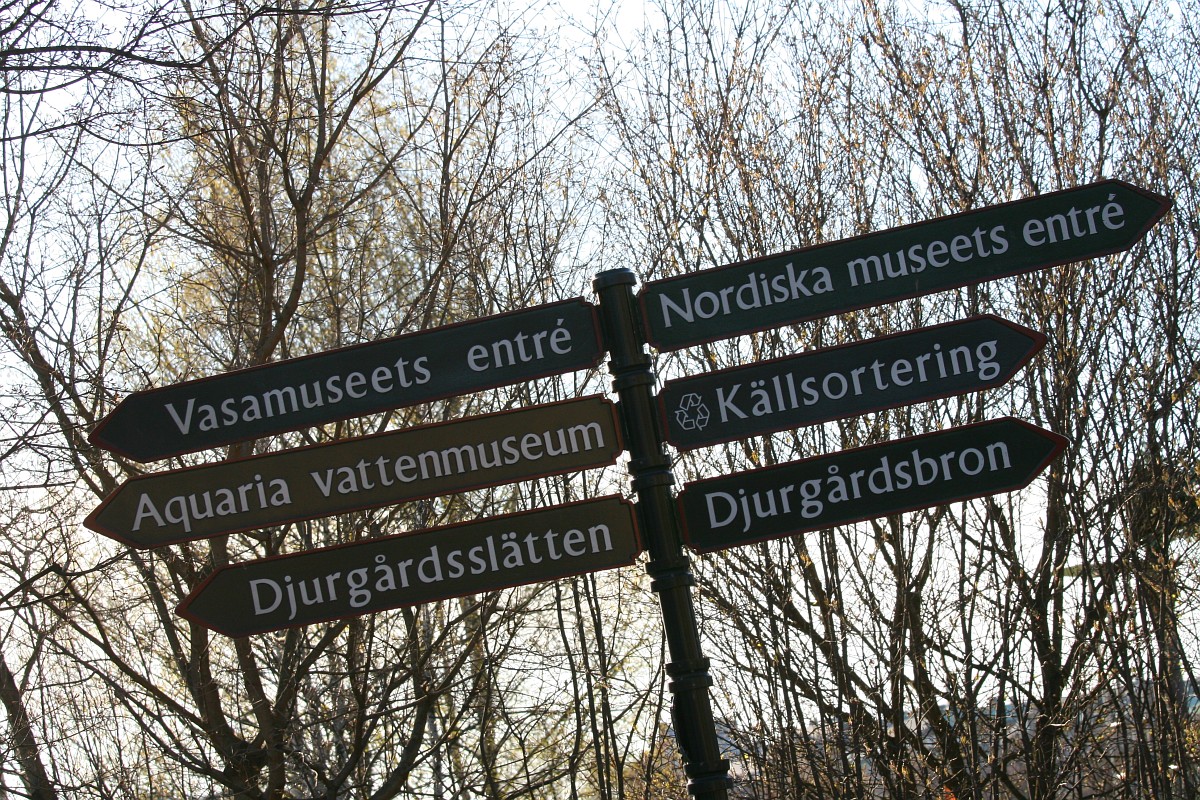 Vasamuseets entré
Aquaria vattenmuseum
Djurgårdsslätten
Nordiska museets entré
Källsortering
Djurgårdsbron